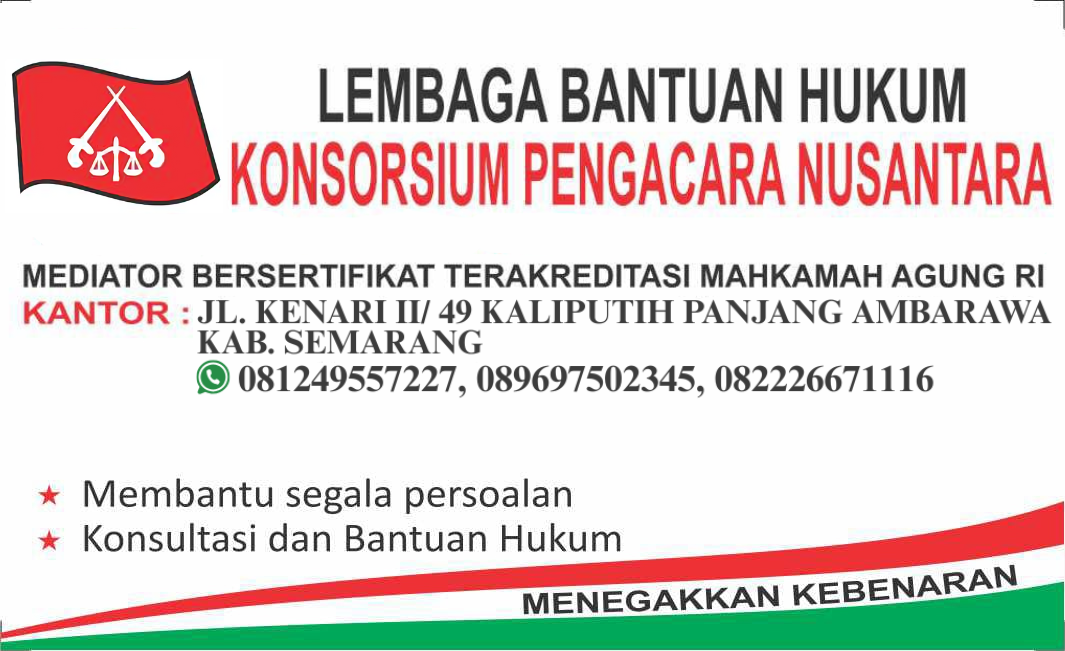 LEMBAGA BANTUAN HUKUM
KONSORSIUM PENGACARA NUSANTARA
MEDIATOR BERSERTIFIKAT TERAKREDITASI MAHKAMAH AGUNG RI
KANTOR : JL. KENARI II/ 49 KALIPUTIH PANJANG AMBARAWA
KAB. SEMARANG
081249557227, 089697502345, 082226671116
★ Membantu segala persoalan
★ Konsultasi dan Bantuan Hukum
MENEGAKKAN KEBENARAN